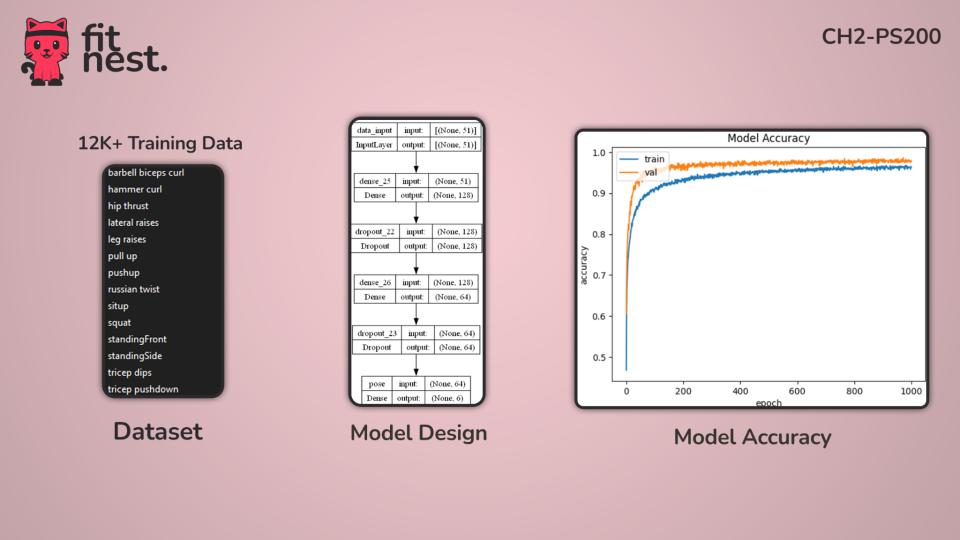 fit
nest.
CH2-PS200
12K+ Training Data
barbell biceps curl
hammer curl
hip thrust
lateral raises
leg raises
pull up
pushup
russian twist
situp
squat
standingFront
standingSide
tricep dips
tricep pushdown
Dataset
data_input input: [(None, 51)]
InputLayer output: [(None, 51)]
dense_25 input: (None, 51)
Dense output: (None, 128)
dropout_22 input: (None, 128)
Dropout output: (None, 128)
dense_26 input: (None, 128)
Dense output: (None, 64)
dropout_23 input: (None, 64)
Dropout output: (None, 64)
pose input: (None, 64)
Dense output: (None, 6)
Model Design
Model Accuracy
train
val
1.0
0.9
0.8
0.7
0.6
0.5
accuracy
0 200 400 600 800 1000
epoch
Model Accuracy